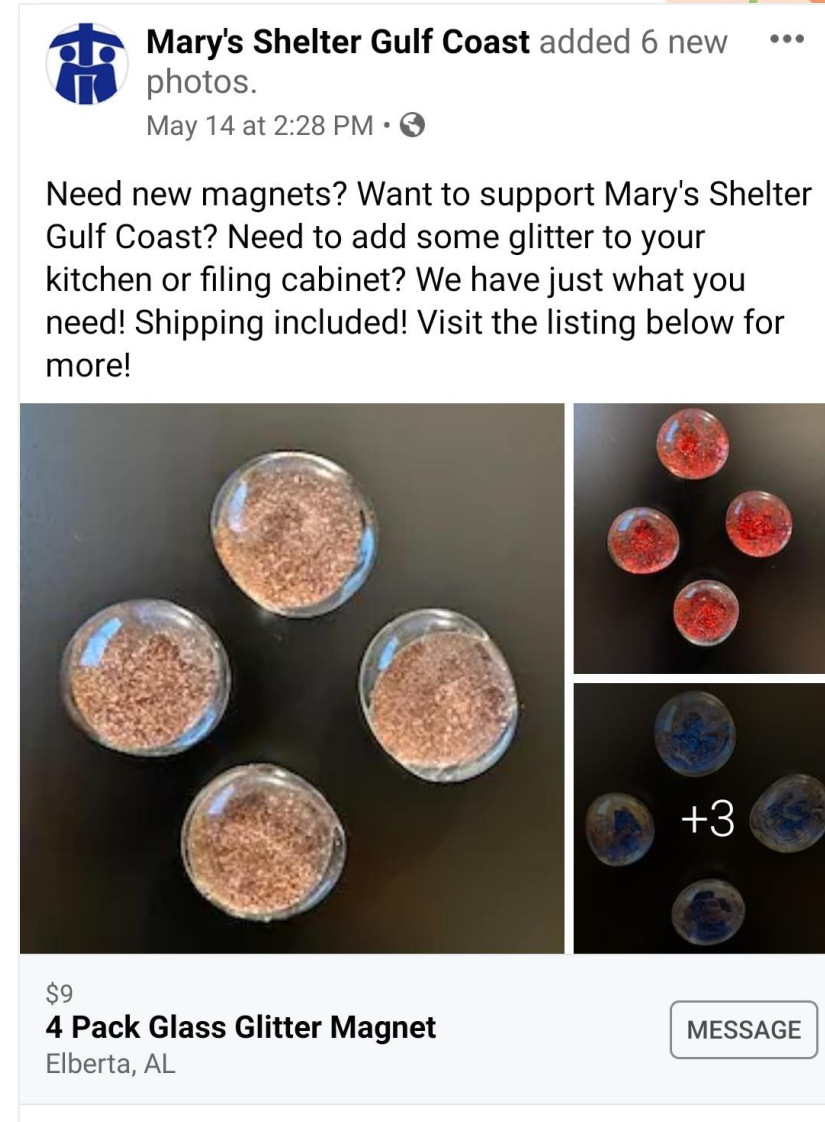 Mary's Shelter Gulf Coast added 6 new
photos.
May 14 at 2:28 PM •
Need new magnets? Want to support Mary's Shelter
Gulf Coast? Need to add some glitter to your
kitchen or filing cabinet? We have just what you
need! Shipping included! Visit the listing below for
more!
+3
$9
4 Pack Glass Glitter Magnet
MESSAGE
Elberta, AL